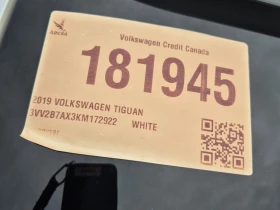 ADESA
Volkswagen Credit Canada
181945
2019 VOLKSWAGEN TIGUAN
3VV2B7AX3KM172922 WHITE